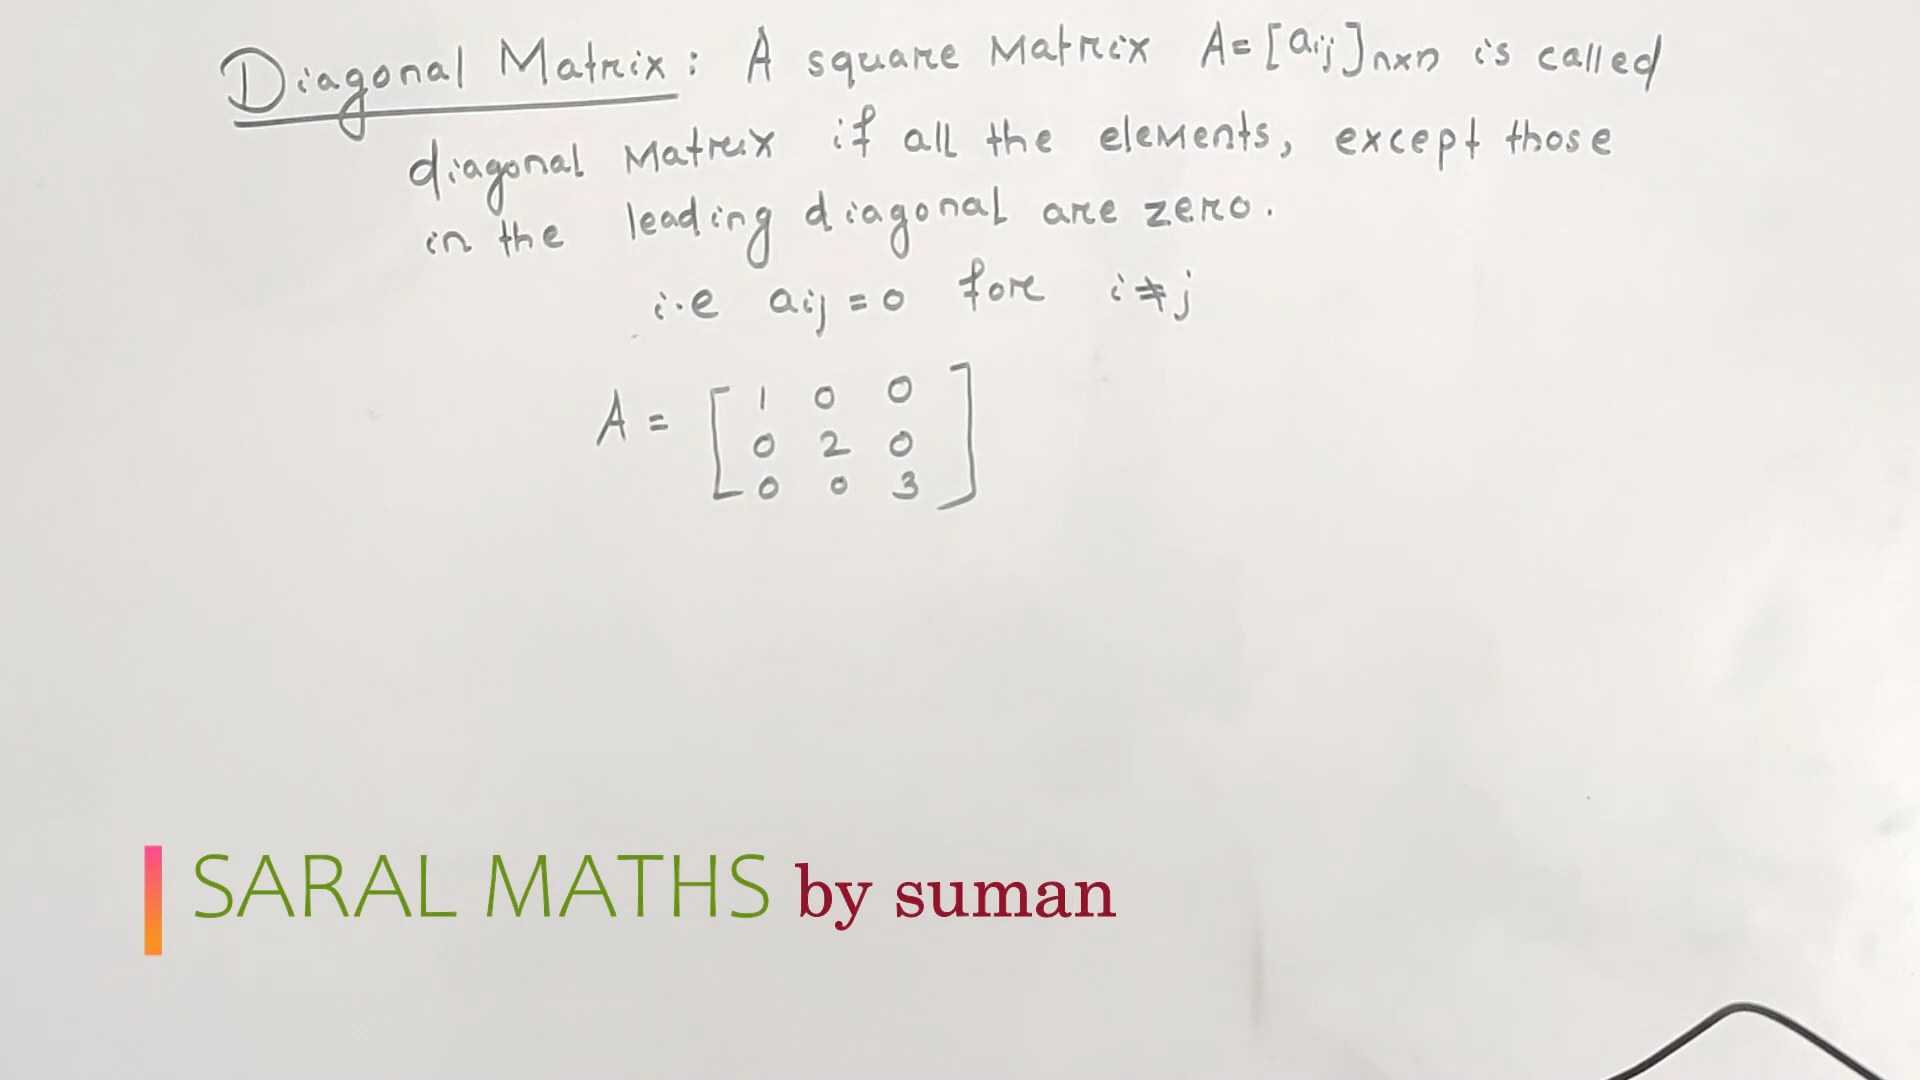 Diagonal Matrix: A square Matrix A=[aij]nxn is called
diagonal Matrix if all the elements, except those
in the leading diagonal are zero.
i.e aij = 0 for i≠j
A = [ 1 0 0
0 2 0
0 0 3 ]
SARAL MATHS by suman